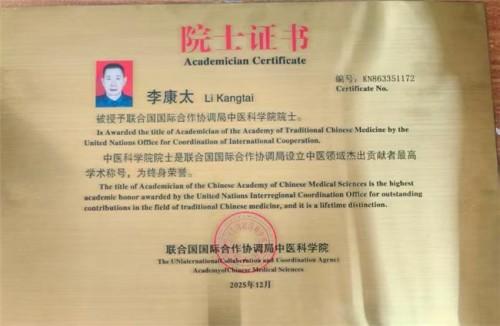 院士证书
Academician Certificate
编号：KN863351172
Certificate No.
李康太 Li Kangtai
被授予联合国国际合作协调局中医科学院院士。
Is Awarded the title of Academician of the Academy of Traditional Chinese Medicine by the
United Nations Office for Coordination of International Cooperation.
中医科学院院士是联合国国际合作协调局设立中医领域杰出贡献者最高
学术称号，为终身荣誉。
The title of Academician of the Chinese Academy of Chinese Medical Sciences is the highest
academic honor awarded by the United Nations Interregional Coordination Office for outstanding
contributions in the field of traditional Chinese medicine, and it is a lifetime distinction.
联合国国际合作协调局中医科学院
The UNInternational Collaboration and Coordination Agency
AcademyofChinese Medical Sciences
2025年12月